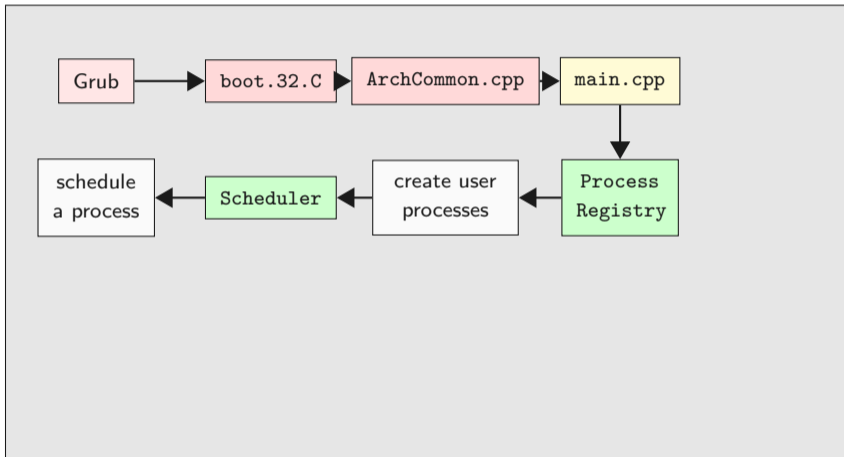 Grub
boot.32.C
ArchCommon.cpp
main.cpp
schedule
a process
Scheduler
create user
processes
Process
Registry